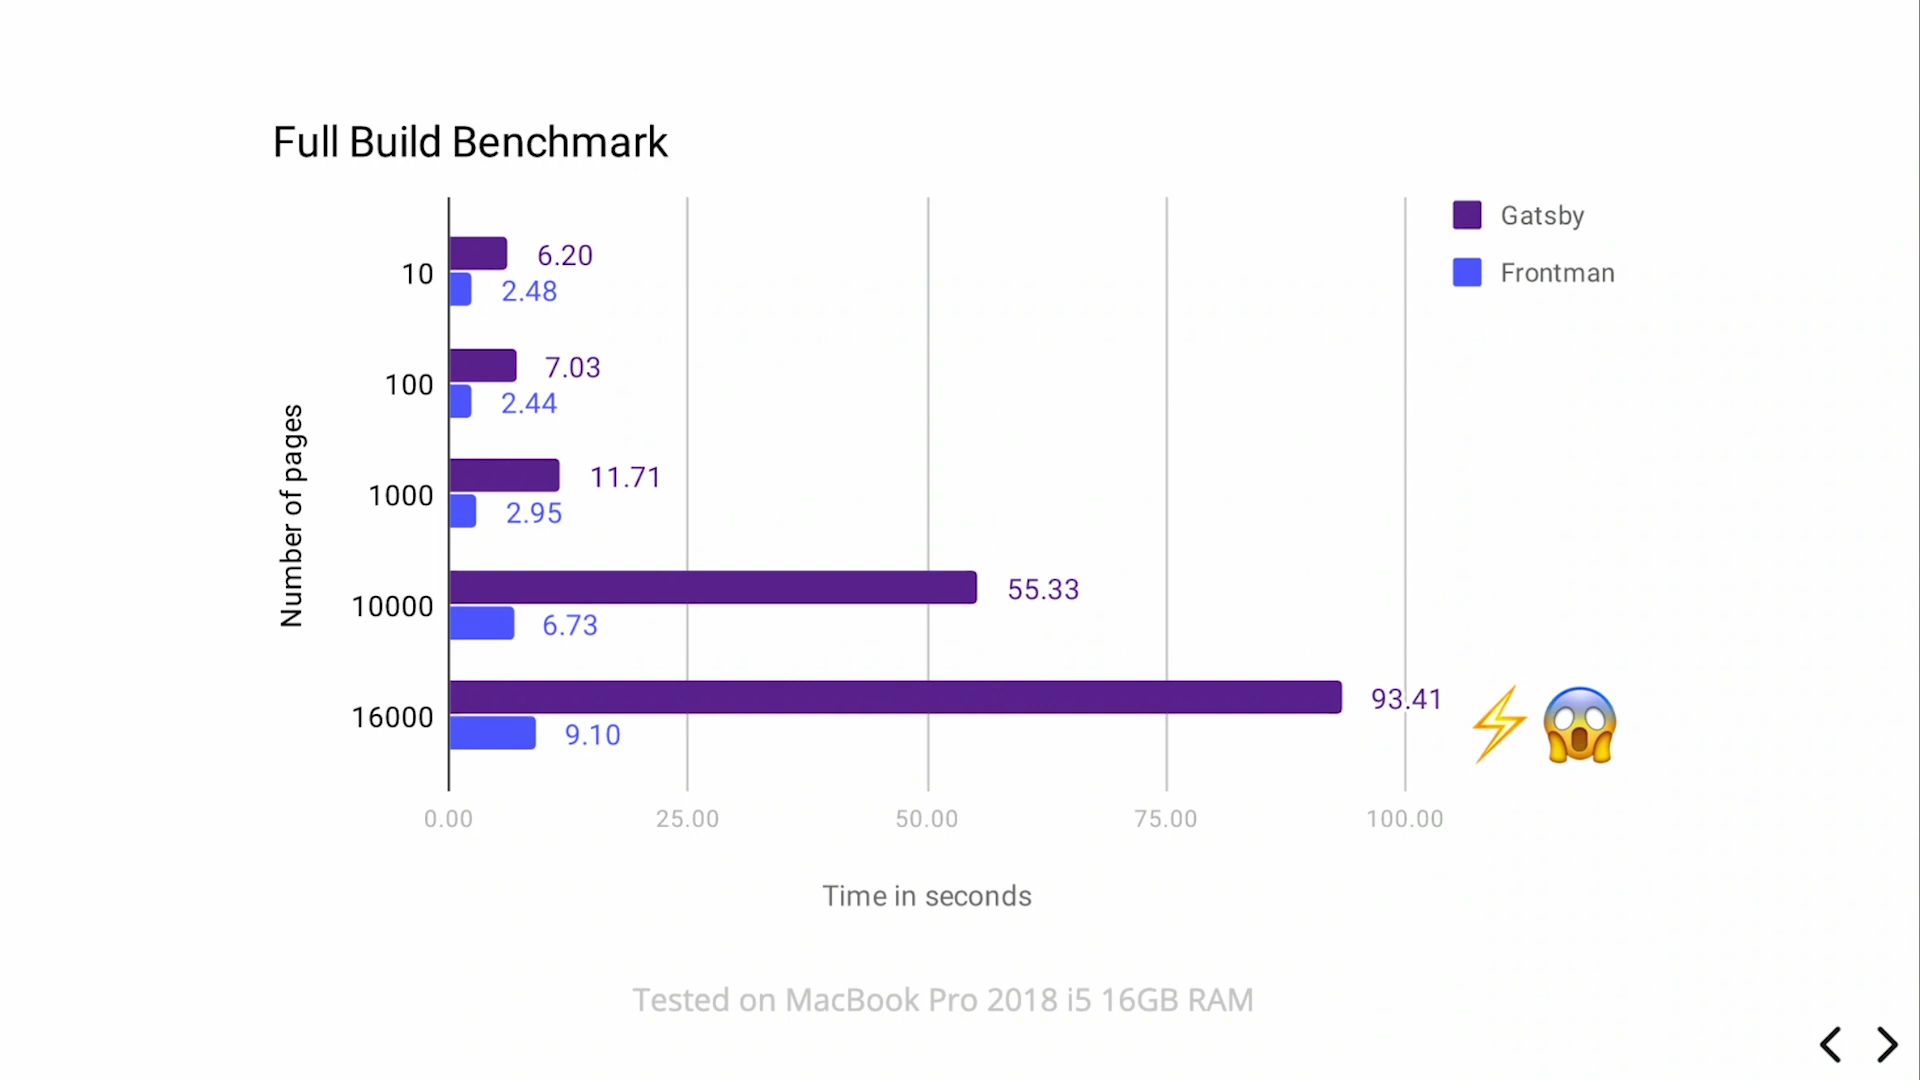 Full Build Benchmark
Gatsby
Frontman
Number of pages
10
6.20
2.48
100
7.03
2.44
1000
11.71
2.95
10000
55.33
6.73
16000
93.41
9.10
0.00 25.00 50.00 75.00 100.00
Time in seconds
Tested on MacBook Pro 2018 i5 16GB RAM